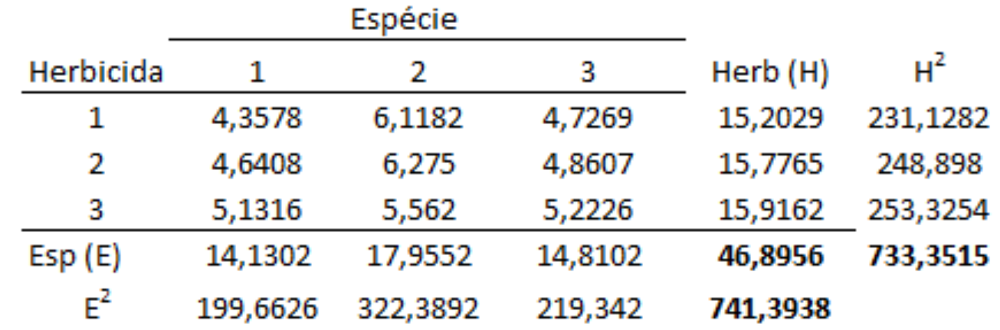 Espécie
Herbicida 1 2 3 Herb (H) H²
1 4,3578 6,1182 4,7269 15,2029 231,1282
2 4,6408 6,275 4,8607 15,7765 248,898
3 5,1316 5,562 5,2226 15,9162 253,3254
Esp (E) 14,1302 17,9552 14,8102 46,8956 733,3515
E² 199,6626 322,3892 219,342 741,3938